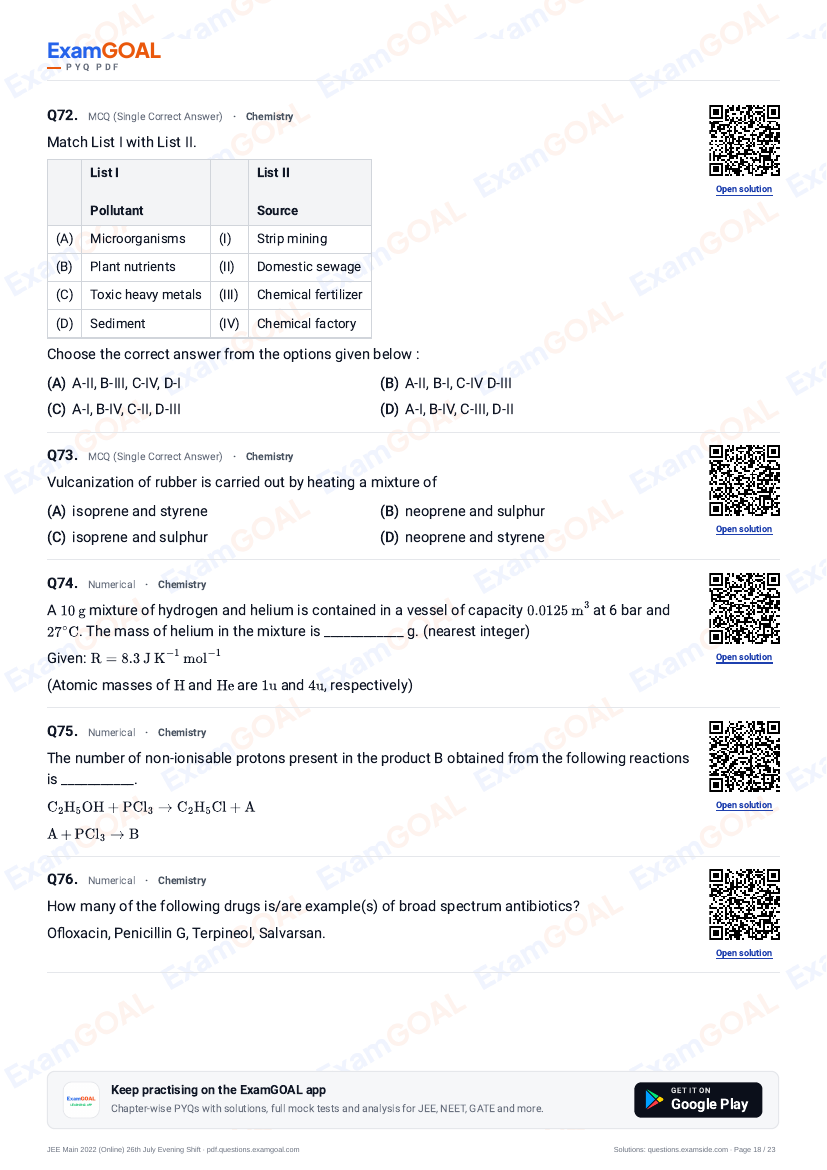 ExamGOAL
PYQ PDF
Q72. MCQ (Single Correct Answer) · Chemistry
Match List I with List II.
List I List II
Pollutant Source
(A) Microorganisms (I) Strip mining
(B) Plant nutrients (II) Domestic sewage
(C) Toxic heavy metals (III) Chemical fertilizer
(D) Sediment (IV) Chemical factory
Choose the correct answer from the options given below :
(A) A-II, B-III, C-IV, D-I (B) A-II, B-I, C-IV D-III
(C) A-I, B-IV, C-II, D-III (D) A-I, B-IV, C-III, D-II
Open solution
Q73. MCQ (Single Correct Answer) · Chemistry
Vulcanization of rubber is carried out by heating a mixture of
(A) isoprene and styrene (B) neoprene and sulphur
(C) isoprene and sulphur (D) neoprene and styrene
Open solution
Q74. Numerical · Chemistry
A 10 g mixture of hydrogen and helium is contained in a vessel of capacity 0.0125 m³ at 6 bar and
27°C. The mass of helium in the mixture is ____________ g. (nearest integer)
Given: R = 8.3 J K⁻¹ mol⁻¹
(Atomic masses of H and He are 1u and 4u, respectively)
Open solution
Q75. Numerical · Chemistry
The number of non-ionisable protons present in the product B obtained from the following reactions
is ___________.
C₂H₅OH + PCl₃ → C₂H₅Cl + A
A + PCl₃ → B
Open solution
Q76. Numerical · Chemistry
How many of the following drugs is/are example(s) of broad spectrum antibiotics?
Ofloxacin, Penicillin G, Terpineol, Salvarsan.
Open solution
Keep practising on the ExamGOAL app
Chapter-wise PYQs with solutions, full mock tests and analysis for JEE, NEET, GATE and more.
GET IT ON
Google Play
JEE Main 2022 (Online) 26th July Evening Shift · pdf.questions.examgoal.com Solutions: questions.examside.com · Page 18 / 23